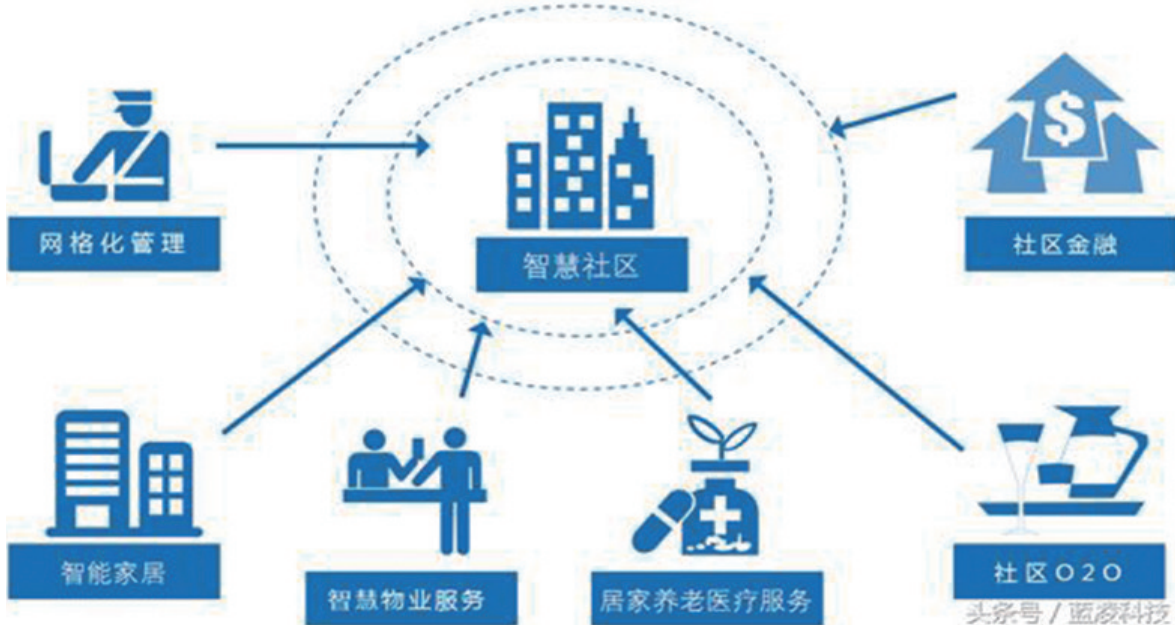 $
网格化管理
智慧社区
社区金融
智能家居
智慧物业服务
居家养老医疗服务
社区O2O
头条号 / 蓝凌科技